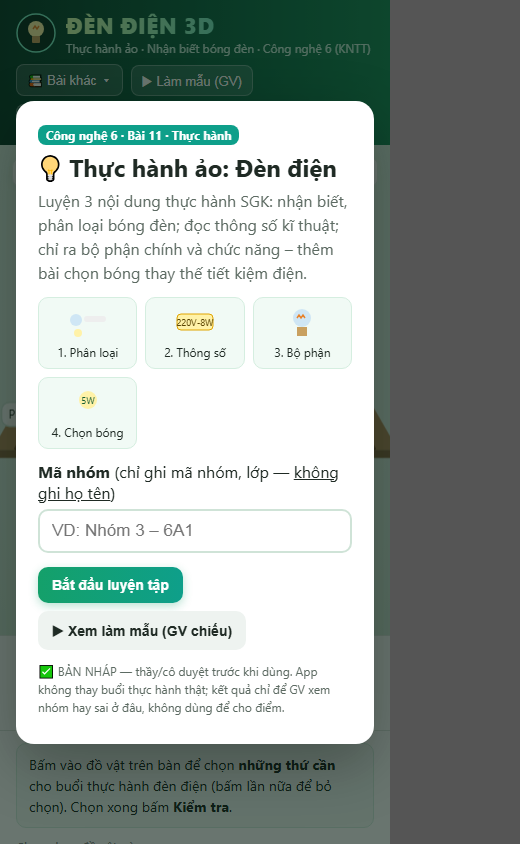 ĐÈN ĐIỆN 3D
Thực hành ảo · Nhận biết bóng đèn · Công nghệ 6 (KNTT)
Bài khác ▾
▶ Làm mẫu (GV)
Công nghệ 6 · Bài 11 · Thực hành
Thực hành ảo: Đèn điện
Luyện 3 nội dung thực hành SGK: nhận biết,
phân loại bóng đèn; đọc thông số kĩ thuật;
chỉ ra bộ phận chính và chức năng – thêm
bài chọn bóng thay thế tiết kiệm điện.
220V-8W
1. Phân loại
2. Thông số
3. Bộ phận
5W
4. Chọn bóng
P
Mã nhóm (chỉ ghi mã nhóm, lớp — không
ghi họ tên)
VD: Nhóm 3 – 6A1
Bắt đầu luyện tập
▶ Xem làm mẫu (GV chiếu)
✅ BẢN NHÁP — thầy/cô duyệt trước khi dùng. App
không thay buổi thực hành thật; kết quả chỉ để GV xem
nhóm hay sai ở đâu, không dùng để cho điểm.
Bấm vào đồ vật trên bàn để chọn những thứ cần
cho buổi thực hành đèn điện (bấm lần nữa để bỏ
chọn). Chọn xong bấm Kiểm tra.